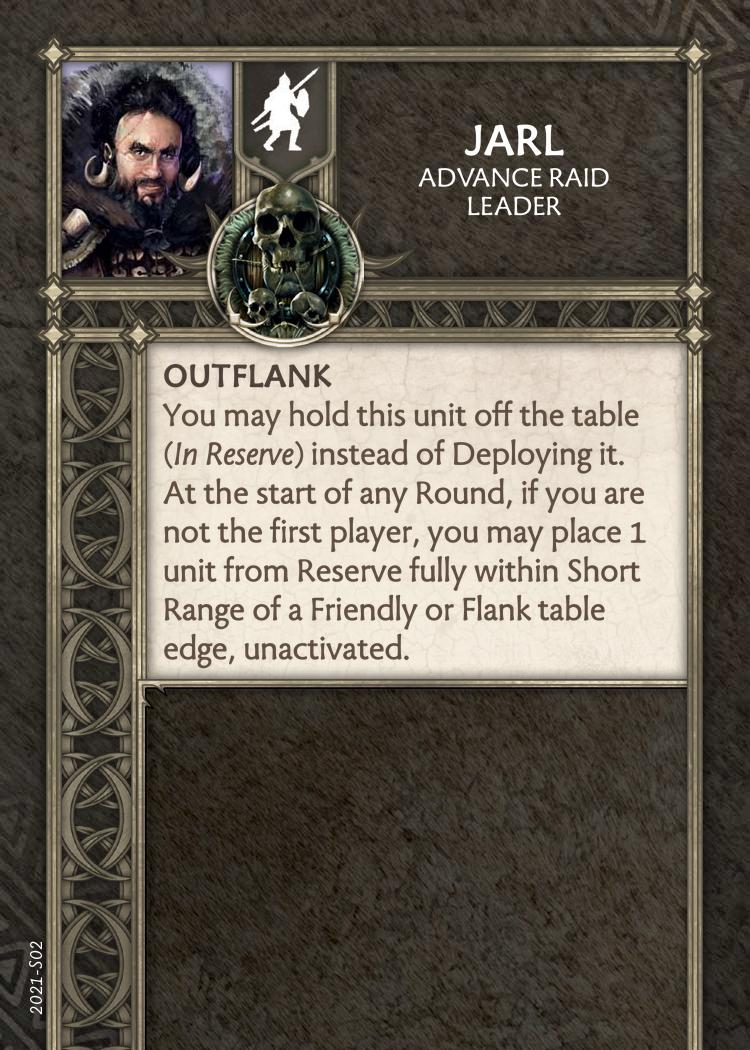 JARL
ADVANCE RAID
LEADER
OUTFLANK
You may hold this unit off the table
(In Reserve) instead of Deploying it.
At the start of any Round, if you are
not the first player, you may place 1
unit from Reserve fully within Short
Range of a Friendly or Flank table
edge, unactivated.
2021-S02